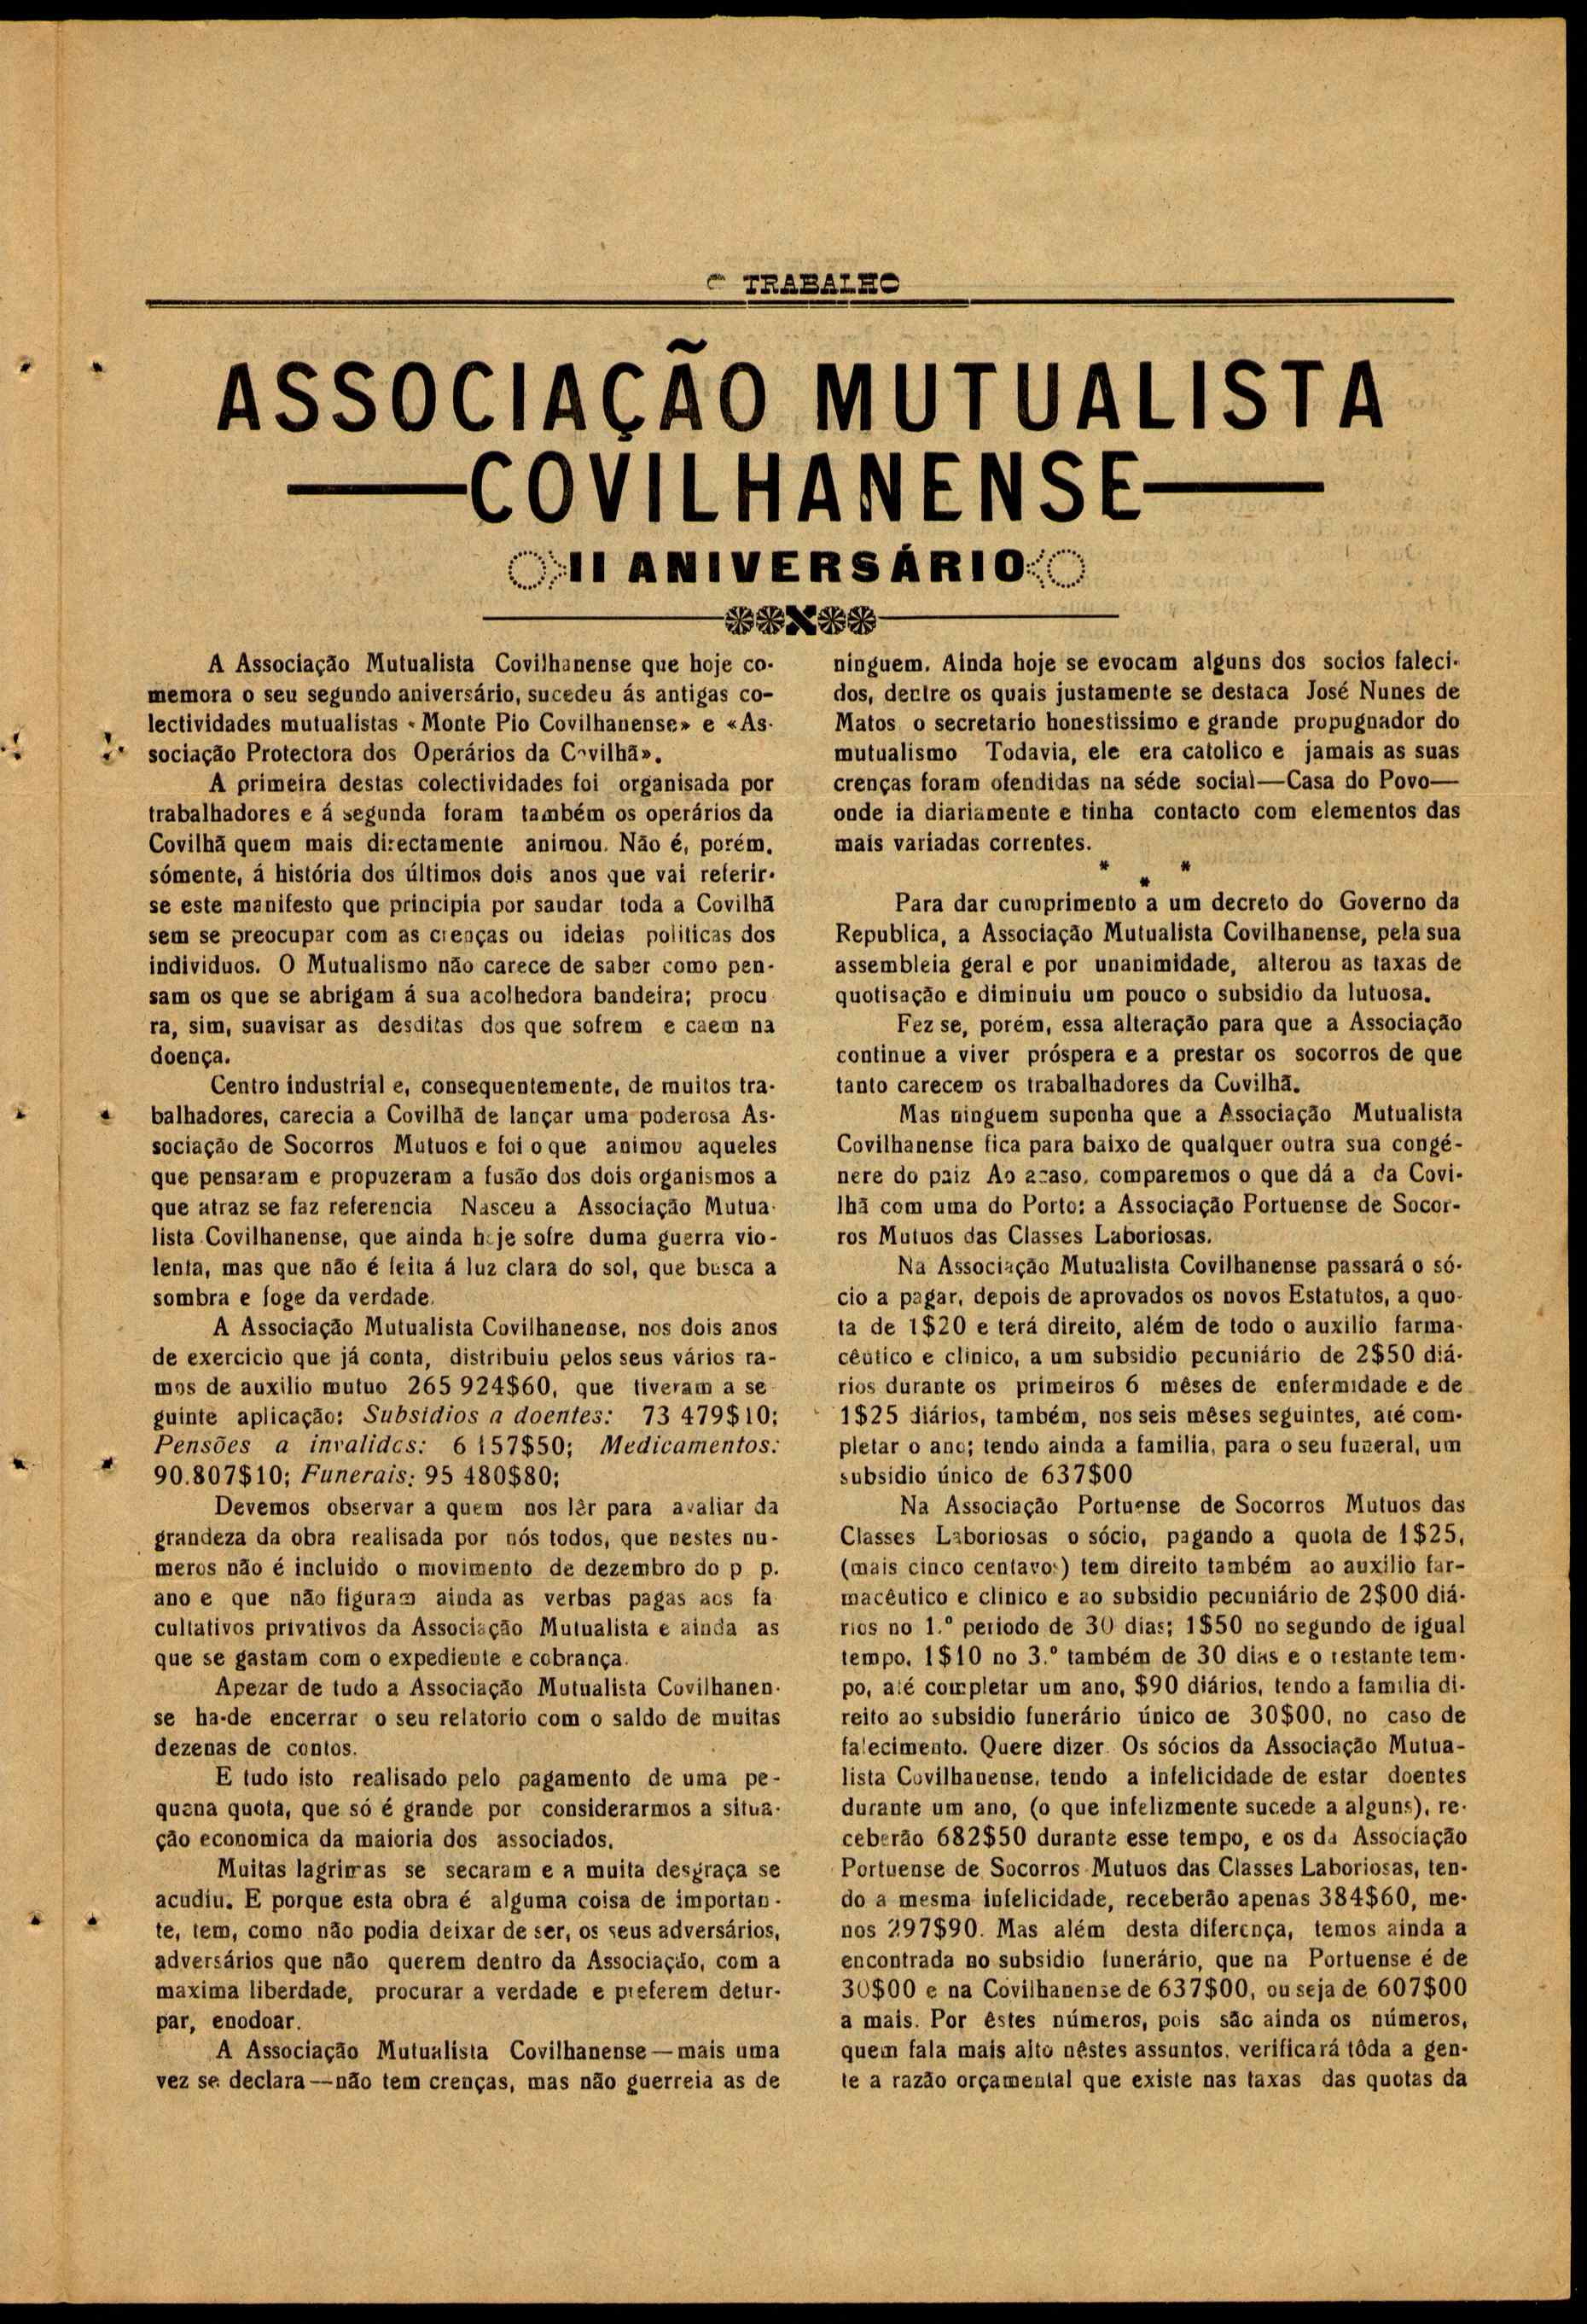 O TRABALHO
ASSOCIAÇÃO MUTUALISTA
COVILHANENSE
II ANIVERSÁRIO
A Associação Mutualista Covilhanense que hoje co-
memora o seu segundo aniversário, sucedeu ás antigas co-
lectividades mutualistas «Monte Pio Covilhanense» e «As-
sociação Protectora dos Operários da Covilhã».
A primeira destas colectividades foi organisada por
trabalhadores e á segunda foram também os operários da
Covilhã quem mais directamente animou. Não é, porém,
sómente, á história dos últimos dois anos que vai referir-
se este manifesto que principia por saudar toda a Covilhã
sem se preocupar com as crenças ou ideias politicas dos
individuos. O Mutualismo não carece de saber como pen-
sam os que se abrigam á sua acolhedora bandeira; procu
ra, sim, suavisar as desditas dos que sofrem e caem na
doença.
Centro industrial e, consequentemente, de muitos tra-
balhadores, carecia a Covilhã de lançar uma poderosa As-
sociação de Socorros Mutuos e foi o que animou aqueles
que pensaram e propuzeram a fusão dos dois organismos a
que atraz se faz referencia Nasceu a Associação Mutua-
lista Covilhanense, que ainda hoje sofre duma guerra vio-
lenta, mas que não é feita á luz clara do sol, que busca a
sombra e foge da verdade.
A Associação Mutualista Covilhanense, nos dois anos
de exercicio que já conta, distribuiu pelos seus vários ra-
mos de auxilio mutuo 265 924$60, que tiveram a se
guinte aplicação: Subsidios a doentes: 73 479$10;
Pensões a invalidos: 6 157$50; Medicamentos:
90.807$10; Funerais: 95 480$80;
Devemos observar a quem nos lêr para avaliar da
grandeza da obra realisada por nós todos, que nestes nu-
meros não é incluido o movimento de dezembro do p p.
ano e que não figuram ainda as verbas pagas aos fa
cultativos privativos da Associação Mutualista e ainda as
que se gastam com o expediente e cobrança.
Apezar de tudo a Associação Mutualista Covilhanen-
se ha-de encerrar o seu relatorio com o saldo de muitas
dezenas de contos.
E tudo isto realisado pelo pagamento de uma pe-
quena quota, que só é grande por considerarmos a situa-
ção economica da maioria dos associados.
Muitas lagrimas se secaram e a muita desgraça se
acudiu. E porque esta obra é alguma coisa de importan-
te, tem, como não podia deixar de ser, os seus adversários,
adversários que não querem dentro da Associação, com a
maxima liberdade, procurar a verdade e preferem detur-
par, enodoar.
A Associação Mutualista Covilhanense—mais uma
vez se declara—não tem crenças, mas não guerreia as de
ninguem. Ainda hoje se evocam alguns dos socios faleci-
dos, dentre os quais justamente se destaca José Nunes de
Matos o secretario honestissimo e grande propugnador do
mutualismo Todavia, ele era catolico e jamais as suas
crenças foram ofendidas na séde social—Casa do Povo—
onde ia diariamente e tinha contacto com elementos das
mais variadas correntes.
* * *
Para dar cumprimento a um decreto do Governo da
Republica, a Associação Mutualista Covilhanense, pela sua
assembleia geral e por unanimidade, alterou as taxas de
quotisação e diminuiu um pouco o subsidio da lutuosa.
Fez se, porém, essa alteração para que a Associação
continue a viver próspera e a prestar os socorros de que
tanto carecem os trabalhadores da Covilhã.
Mas ninguem suponha que a Associação Mutualista
Covilhanense fica para baixo de qualquer outra sua congé-
nere do paiz Ao acaso, comparemos o que dá a da Covi-
lhã com uma do Porto: a Associação Portuense de Socor-
ros Mutuos das Classes Laboriosas.
Na Associação Mutualista Covilhanense passará o só-
cio a pagar, depois de aprovados os novos Estatutos, a quo-
ta de 1$20 e terá direito, além de todo o auxilio farma-
cêutico e clinico, a um subsidio pecuniário de 2$50 diá-
rios durante os primeiros 6 mêses de enfermidade e de
1$25 diários, também, nos seis mêses seguintes, até com-
pletar o ano; tendo ainda a familia, para o seu funeral, um
subsidio único de 637$00
Na Associação Portuense de Socorros Mutuos das
Classes Laboriosas o sócio, pagando a quota de 1$25,
(mais cinco centavos) tem direito também ao auxilio far-
macêutico e clinico e ao subsidio pecuniário de 2$00 diá-
rios no 1.º periodo de 30 dias; 1$50 no segundo de igual
tempo, 1$10 no 3.º também de 30 dias e o restante tem-
po, até completar um ano, $90 diários, tendo a familia di-
reito ao subsidio funerário único de 30$00, no caso de
falecimento. Quere dizer Os sócios da Associação Mutua-
lista Covilhanense, tendo a infelicidade de estar doentes
durante um ano, (o que infelizmente sucede a alguns), re-
ceberão 682$50 durante esse tempo, e os da Associação
Portuense de Socorros Mutuos das Classes Laboriosas, ten-
do a mesma infelicidade, receberão apenas 384$60, me-
nos 297$90. Mas além desta diferença, temos ainda a
encontrada no subsidio funerário, que na Portuense é de
30$00 e na Covilhanense de 637$00, ou seja de 607$00
a mais. Por êstes números, pois são ainda os números,
quem fala mais alto nêstes assuntos, verificará tôda a gen-
te a razão orçamental que existe nas taxas das quotas da